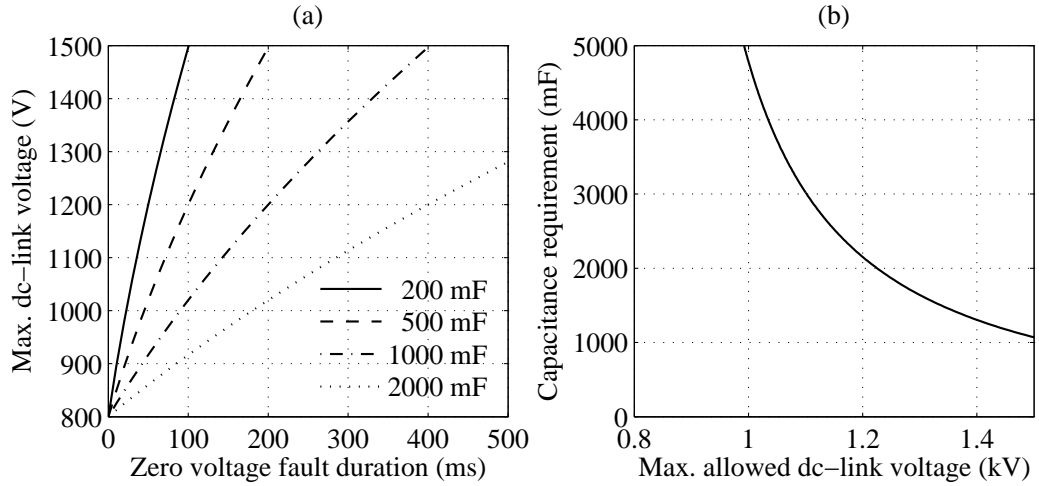 (a)
Max. dc−link voltage (V)
1500
1400
1300
1200
1100
1000
900
800
0
100
200
300
400
500
Zero voltage fault duration (ms)
200 mF
500 mF
1000 mF
2000 mF
(b)
Capacitance requirement (mF)
5000
4000
3000
2000
1000
0
0.8
1
1.2
1.4
Max. allowed dc−link voltage (kV)